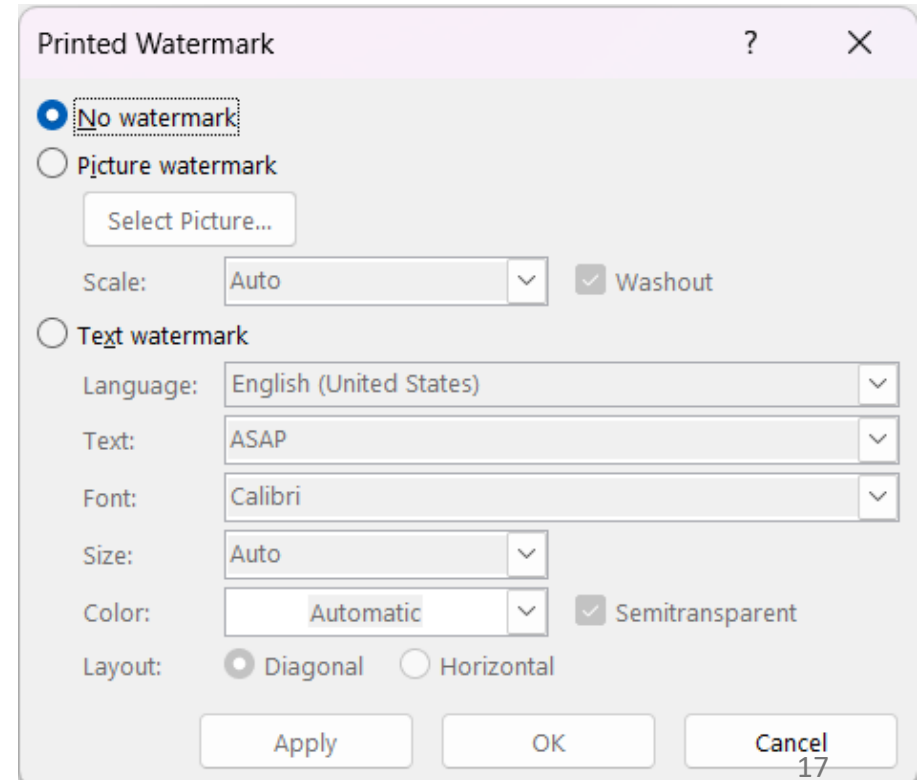 Printed Watermark ?
No watermark
Picture watermark
Select Picture...
Scale: Auto Washout
Text watermark
Language: English (United States)
Text: ASAP
Font: Calibri
Size: Auto
Color: Automatic Semitransparent
Layout: Diagonal Horizontal
Apply OK Cancel
17